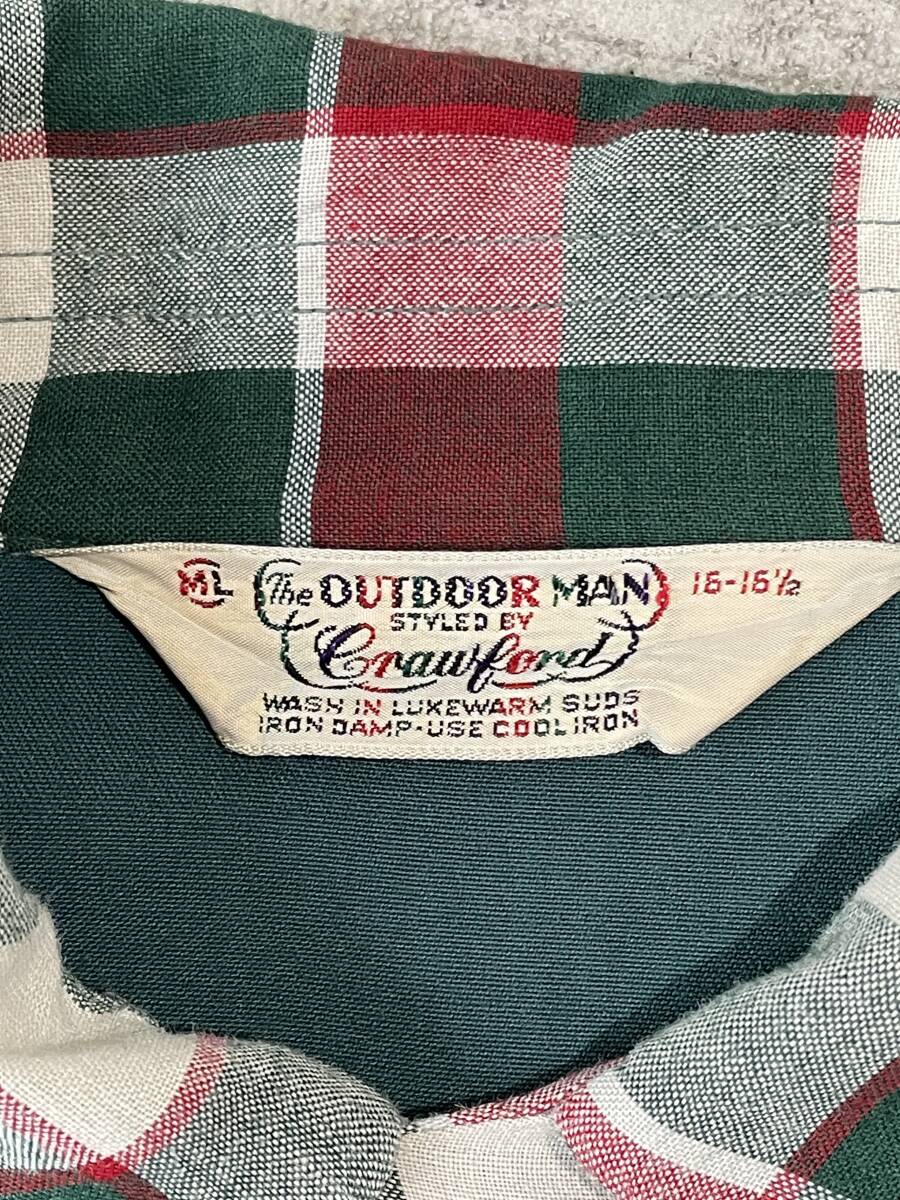 ML The OUTDOOR MAN 16-16½
STYLED BY
Crawford
WASH IN LUKEWARM SUDS
IRON DAMP-USE COOL IRON